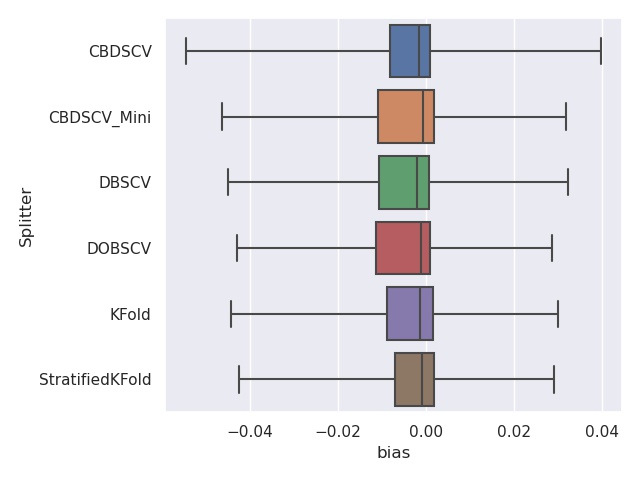 Splitter
CBDSCV
CBDSCV_Mini
DBSCV
DOBSCV
KFold
StratifiedKFold
−0.04 −0.02 0.00 0.02 0.04
bias